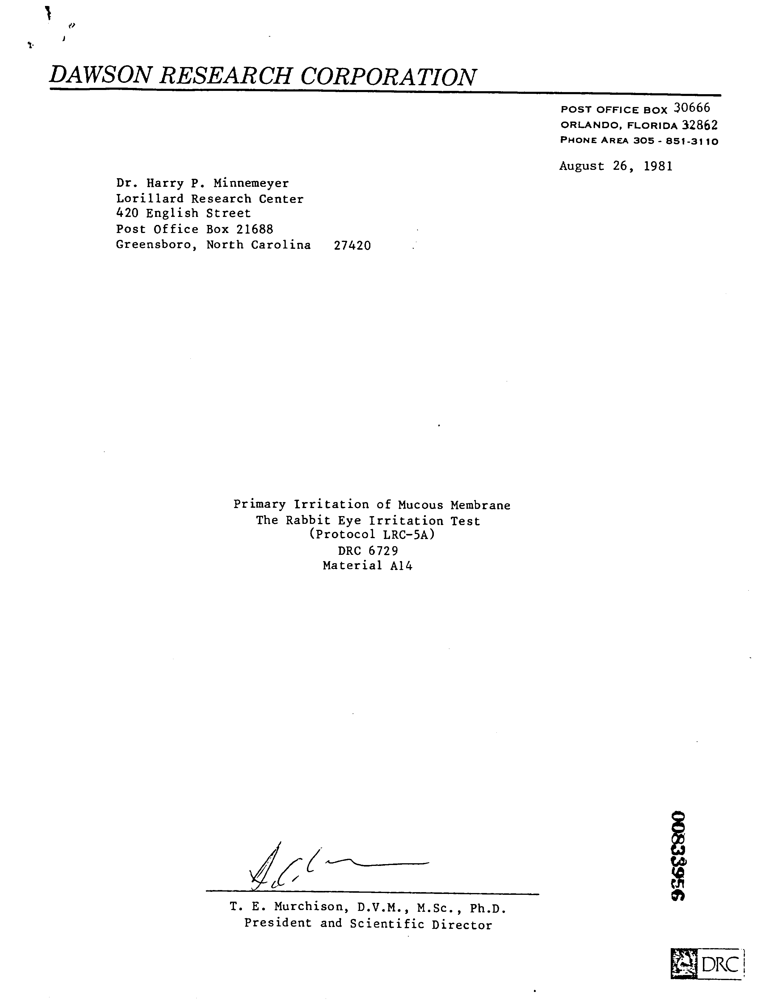 DAWSON RESEARCH CORPORATION
POST OFFICE BOX 30666
ORLANDO, FLORIDA 32862
PHONE AREA 305 - 851-3110
August 26, 1981
Dr. Harry P. Minnemeyer
Lorillard Research Center
420 English Street
Post Office Box 21688
Greensboro, North Carolina 27420
Primary Irritation of Mucous Membrane
The Rabbit Eye Irritation Test
(Protocol LRC-5A)
DRC 6729
Material A14
T. E. Murchison, D.V.M., M.Sc., Ph.D.
President and Scientific Director
00833956
DRC